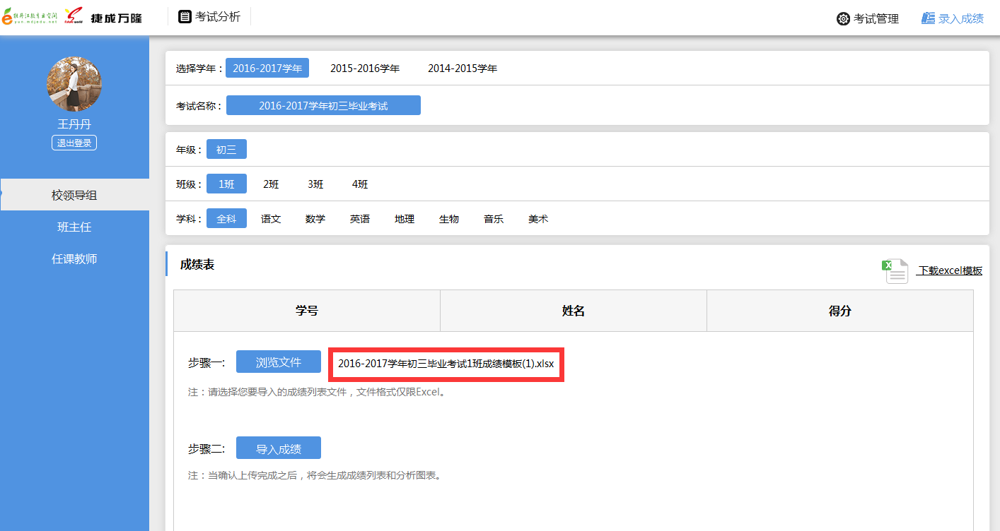 牡丹江教育云空间
yun.mdjedu.net
捷成万隆
考试分析
考试管理
录入成绩
王丹丹
退出登录
校领导组
班主任
任课教师
选择学年： 2016-2017学年 2015-2016学年 2014-2015学年
考试名称： 2016-2017学年初三毕业考试
年级： 初三
班级： 1班 2班 3班 4班
学科： 全科 语文 数学 英语 地理 生物 音乐 美术
成绩表
下载excel模板
学号 姓名 得分
步骤一: 浏览文件 2016-2017学年初三毕业考试1班成绩模板(1).xlsx
注：请选择您要导入的成绩列表文件，文件格式仅限Excel。
步骤二: 导入成绩
注：当确认上传完成之后，将会生成成绩列表和分析图表。